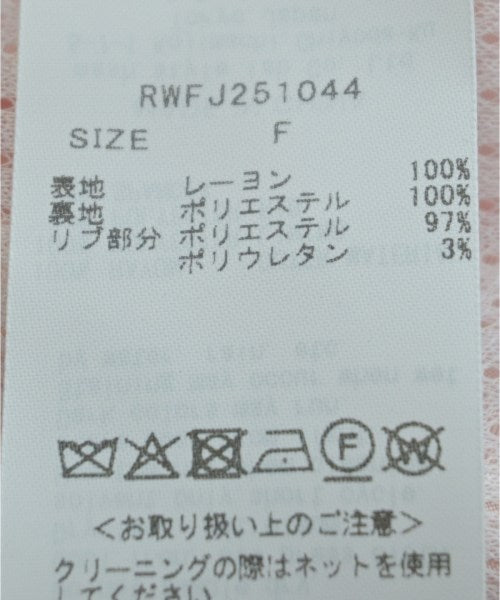 RWFJ251044
SIZE F
表地 レーヨン 100%
裏地 ポリエステル 100%
リブ部分 ポリエステル 97%
ポリウレタン 3%
F
W
<お取り扱い上のご注意>
クリーニングの際はネットを使用
してください